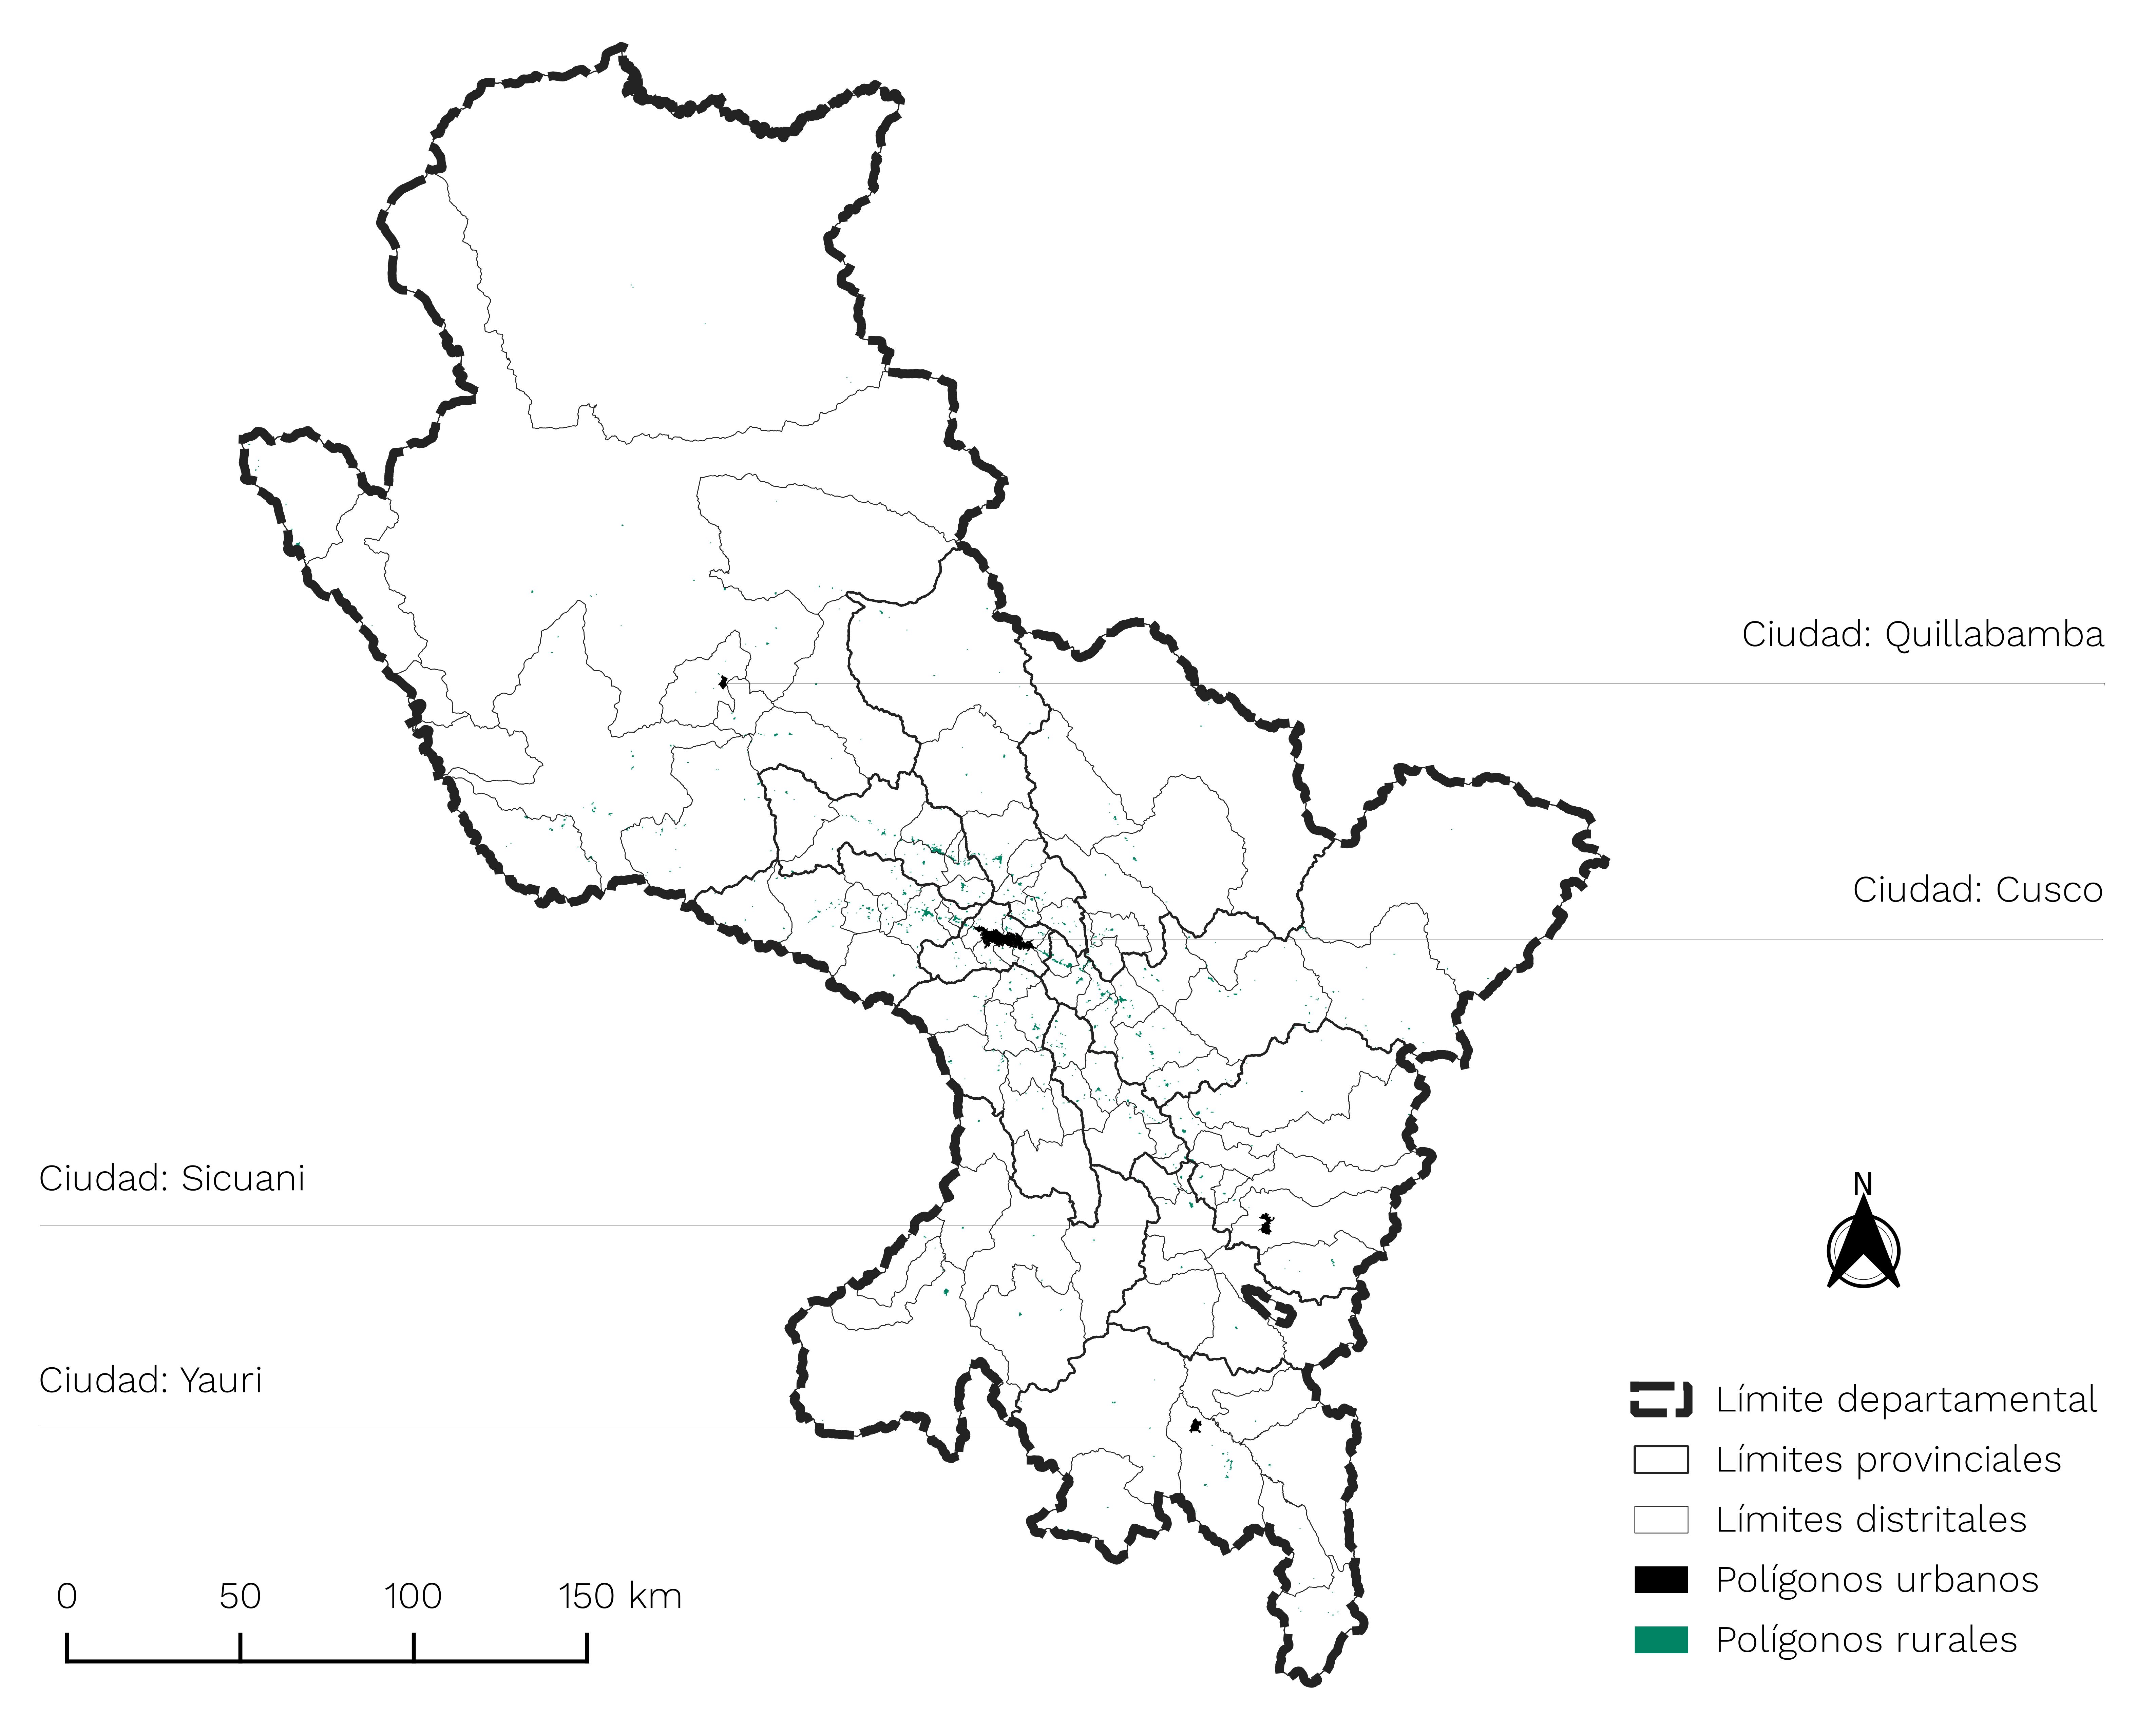 Ciudad: Quillabamba
Ciudad: Cusco
Ciudad: Sicuani
Ciudad: Yauri
N
Límite departamental
Límites provinciales
Límites distritales
Polígonos urbanos
Polígonos rurales
0 50 100 150 km